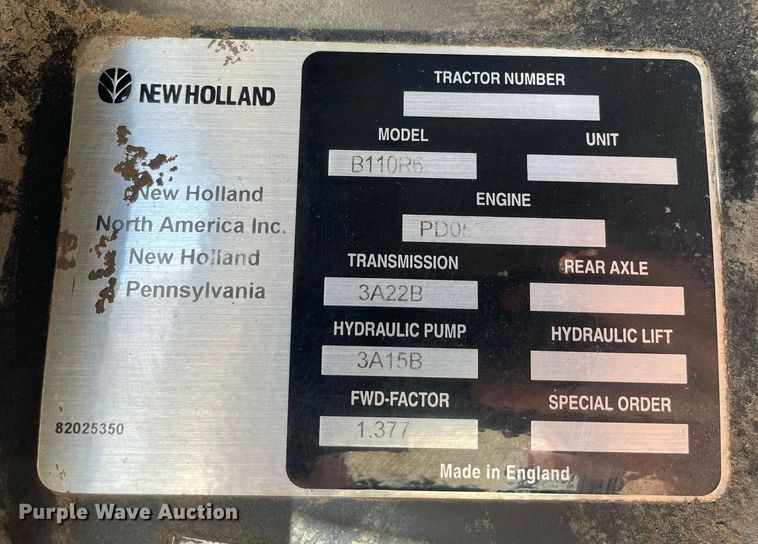 NEW HOLLAND
New Holland
North America Inc.
New Holland
Pennsylvania
82025350
TRACTOR NUMBER
MODEL UNIT
B110R6
ENGINE
TRANSMISSION REAR AXLE
3A22B
HYDRAULIC PUMP HYDRAULIC LIFT
3A15B
FWD-FACTOR SPECIAL ORDER
1.377
Made in England
Purple Wave Auction